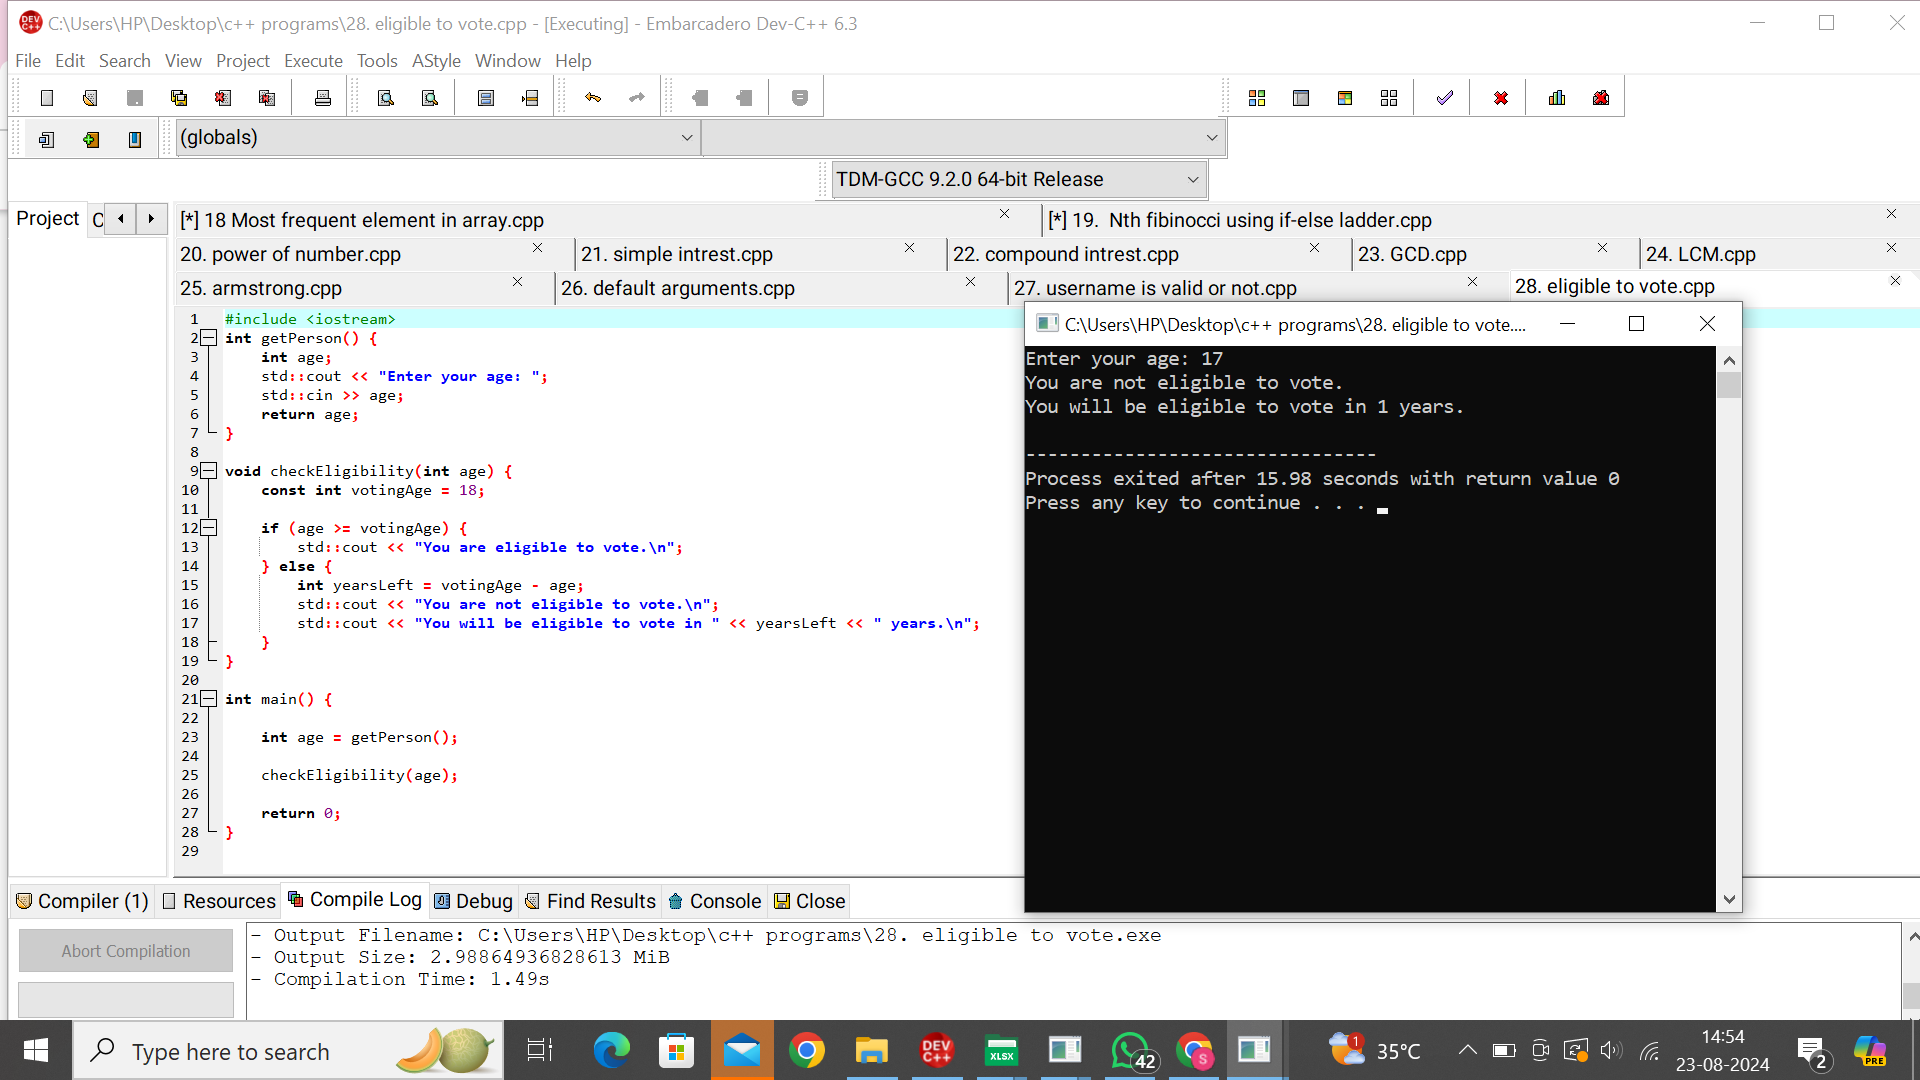 C:\Users\HP\Desktop\c++ programs\28. eligible to vote.cpp - [Executing] - Embarcadero Dev-C++ 6.3
File Edit Search View Project Execute Tools AStyle Window Help
(globals)
TDM-GCC 9.2.0 64-bit Release
Project C
[*] 18 Most frequent element in array.cpp [*] 19. Nth fibinocci using if-else ladder.cpp
20. power of number.cpp 21. simple intrest.cpp 22. compound intrest.cpp 23. GCD.cpp 24. LCM.cpp
25. armstrong.cpp 26. default arguments.cpp 27. username is valid or not.cpp 28. eligible to vote.cpp
1 #include <iostream>
2 int getPerson() {
3 int age;
4 std::cout << "Enter your age: ";
5 std::cin >> age;
6 return age;
7 }
8
9 void checkEligibility(int age) {
10 const int votingAge = 18;
11
12 if (age >= votingAge) {
13 std::cout << "You are eligible to vote.\n";
14 } else {
15 int yearsLeft = votingAge - age;
16 std::cout << "You are not eligible to vote.\n";
17 std::cout << "You will be eligible to vote in " << yearsLeft << " years.\n";
18 }
19 }
20
21 int main() {
22
23 int age = getPerson();
24
25 checkEligibility(age);
26
27 return 0;
28 }
29
C:\Users\HP\Desktop\c++ programs\28. eligible to vote....
Enter your age: 17
You are not eligible to vote.
You will be eligible to vote in 1 years.
--------------------------------
Process exited after 15.98 seconds with return value 0
Press any key to continue . . .
Compiler (1) Resources Compile Log Debug Find Results Console Close
Abort Compilation
- Output Filename: C:\Users\HP\Desktop\c++ programs\28. eligible to vote.exe
- Output Size: 2.98864936828613 MiB
- Compilation Time: 1.49s
Type here to search
DEV C++
XLSX
42
S
1
35°C
14:54
23-08-2024
2
PRE